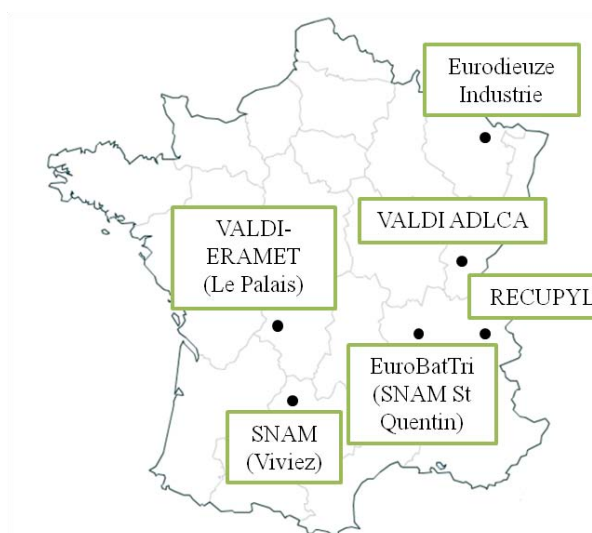 Eurodieuze
Industrie
VALDI ADLCA
VALDI-
ERAMET
(Le Palais)
RECUPYL
EuroBatTri
(SNAM St
Quentin)
SNAM
(Viviez)